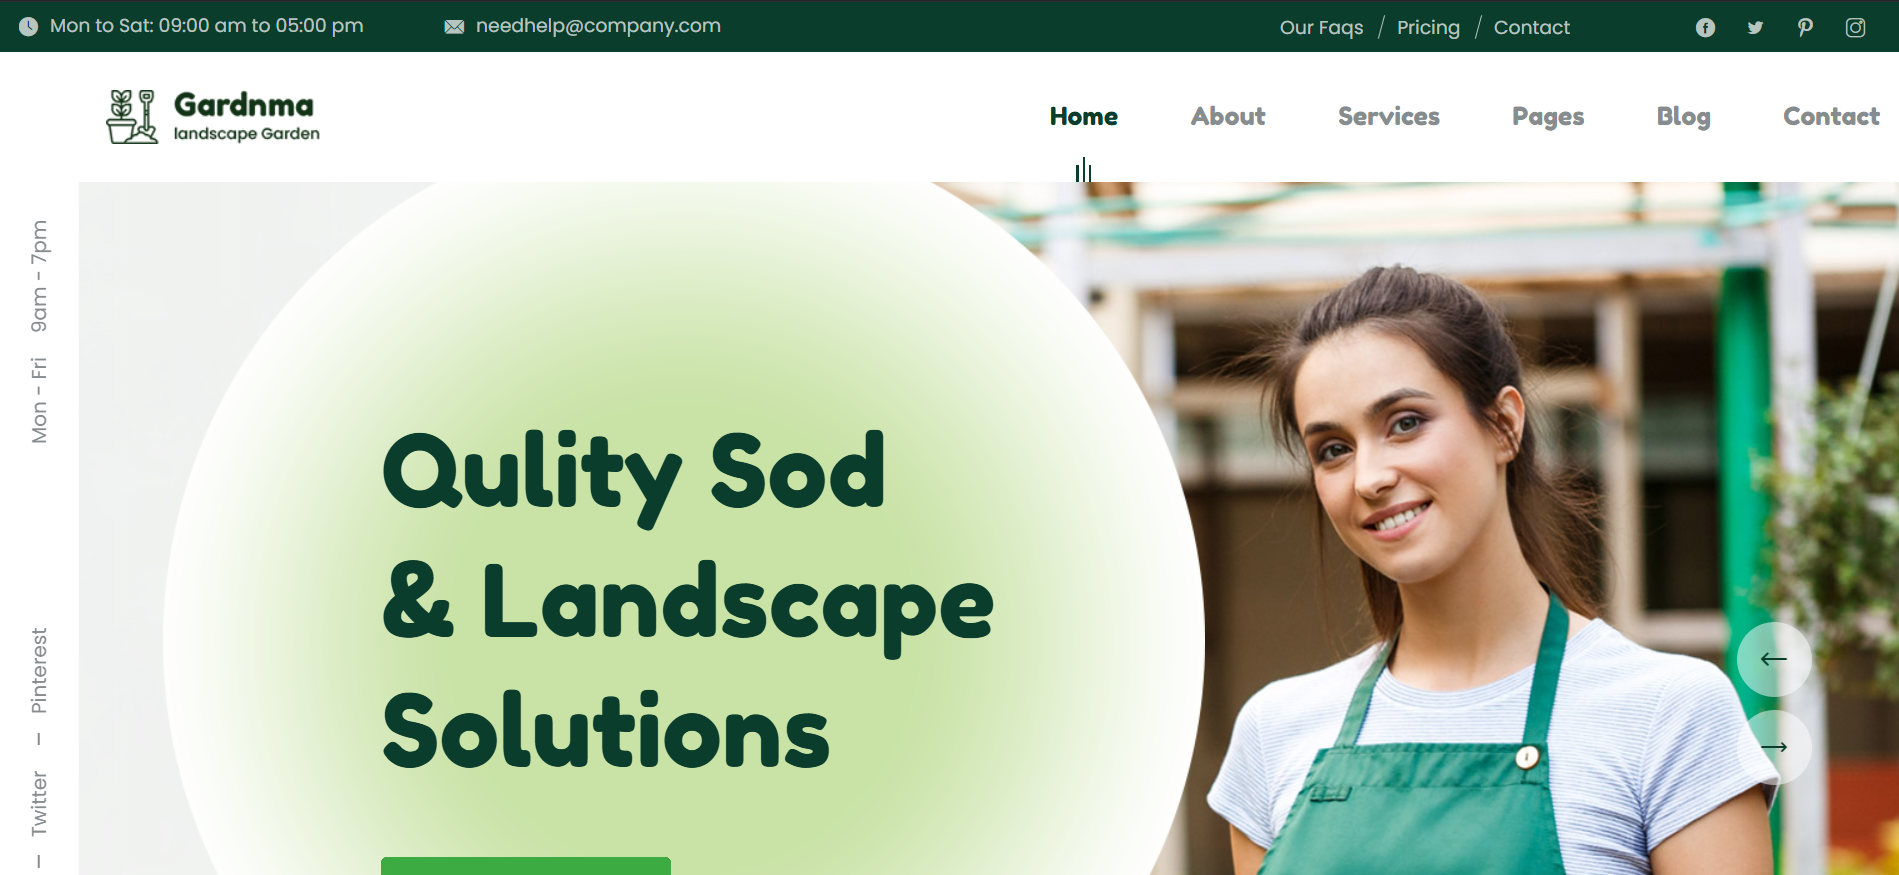 Mon to Sat: 09:00 am to 05:00 pm
needhelp@company.com
Our Faqs / Pricing / Contact
Gardnma
landscape Garden
Home
About
Services
Pages
Blog
Contact
Mon - Fri 9am - 7pm
Qulity Sod
& Landscape
Solutions
– Twitter – Pinterest